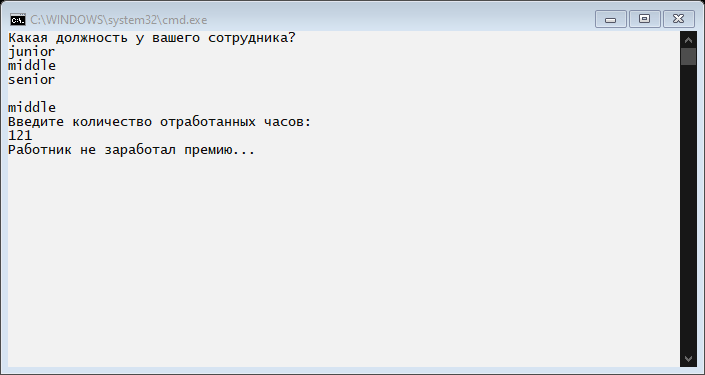 C:\WINDOWS\system32\cmd.exe
Какая должность у вашего сотрудника?
junior
middle
senior
middle
Введите количество отработанных часов:
121
Работник не заработал премию...